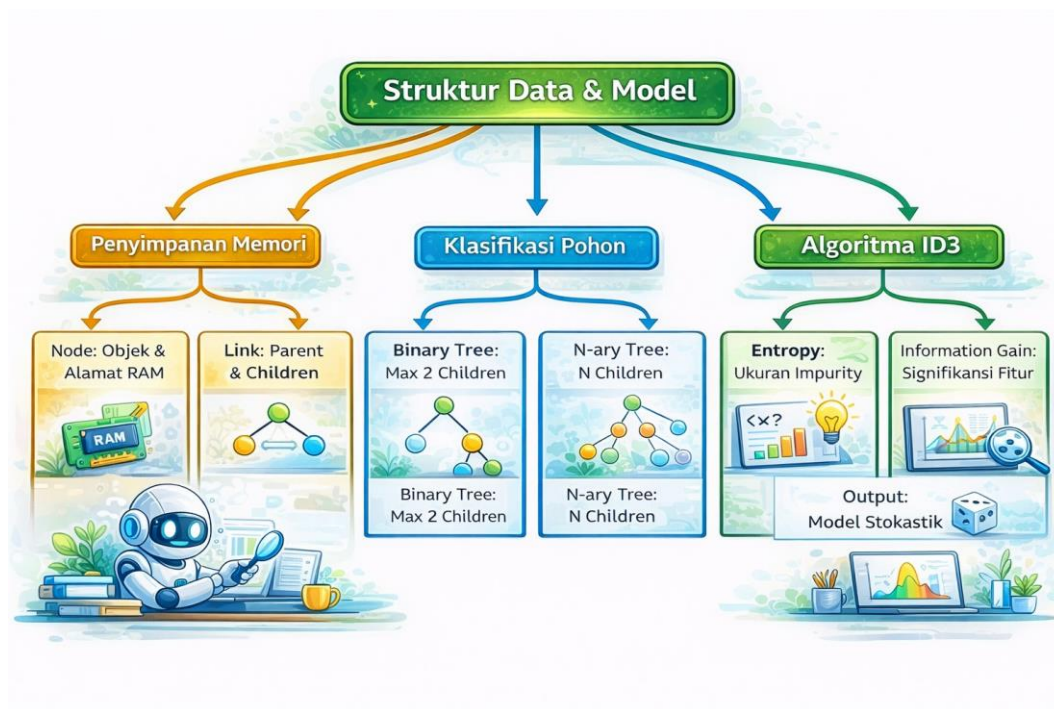 Struktur Data & Model
Penyimpanan Memori
Klasifikasi Pohon
Algoritma ID3
Node: Objek &
Alamat RAM
RAM
Link: Parent
& Children
Binary Tree:
Max 2 Children
Binary Tree:
Max 2 Children
N-ary Tree:
N Children
N-ary Tree:
N Children
Entropy:
Ukuran Impurity
<x?
Information Gain:
Signifikansi Fitur
Output:
Model Stokastik